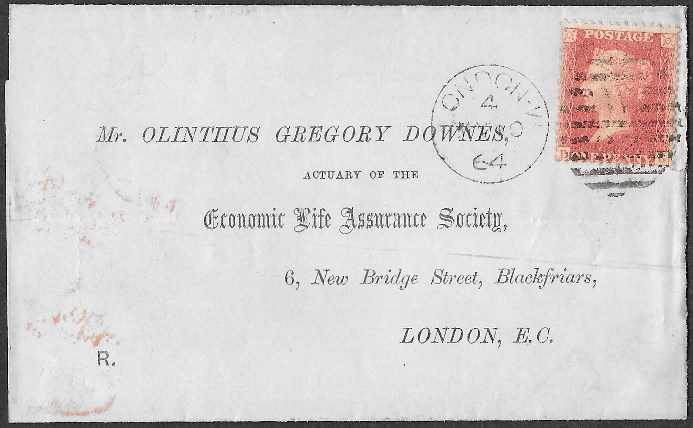 POSTAGE
ONE PENNY
LONDON·W
4
64
Mr. OLINTHUS GREGORY DOWNES,
ACTUARY OF THE
Economic Life Assurance Society,
6, New Bridge Street, Blackfriars,
LONDON, E.C.
R.